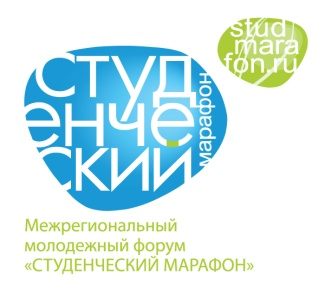 студ
енче
ский
марафон
stud
mara
fon.ru
Межрегиональный
молодежный форум
«СТУДЕНЧЕСКИЙ МАРАФОН»